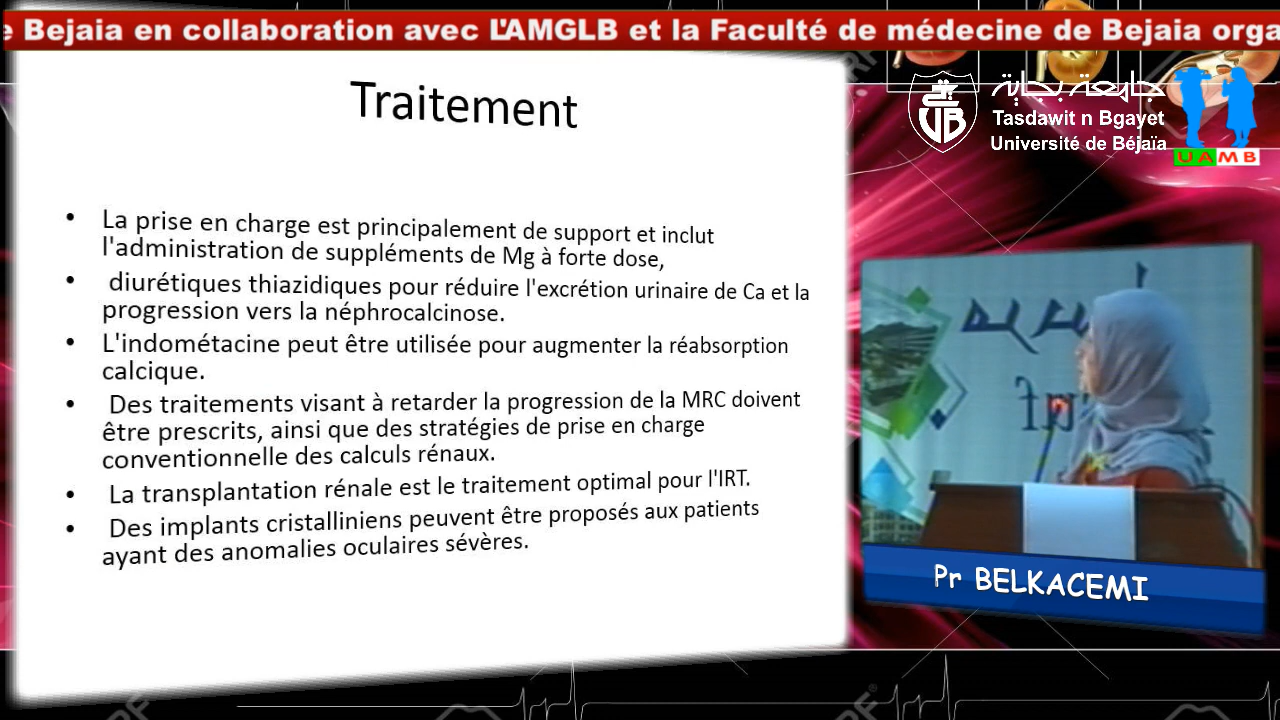 e Bejaia en collaboration avec L'AMGLB et la Faculté de médecine de Bejaia orga
Traitement
• La prise en charge est principalement de support et inclut
l'administration de suppléments de Mg à forte dose,
• diurétiques thiazidiques pour réduire l'excrétion urinaire de Ca et la
progression vers la néphrocalcinose.
• L'indométacine peut être utilisée pour augmenter la réabsorption
calcique.
• Des traitements visant à retarder la progression de la MRC doivent
être prescrits, ainsi que des stratégies de prise en charge
conventionnelle des calculs rénaux.
• La transplantation rénale est le traitement optimal pour l'IRT.
• Des implants cristalliniens peuvent être proposés aux patients
ayant des anomalies oculaires sévères.
جامعة بجاية
Tasdawit n Bgayet
Université de Béjaïa
UAMB
Pr BELKACEMI